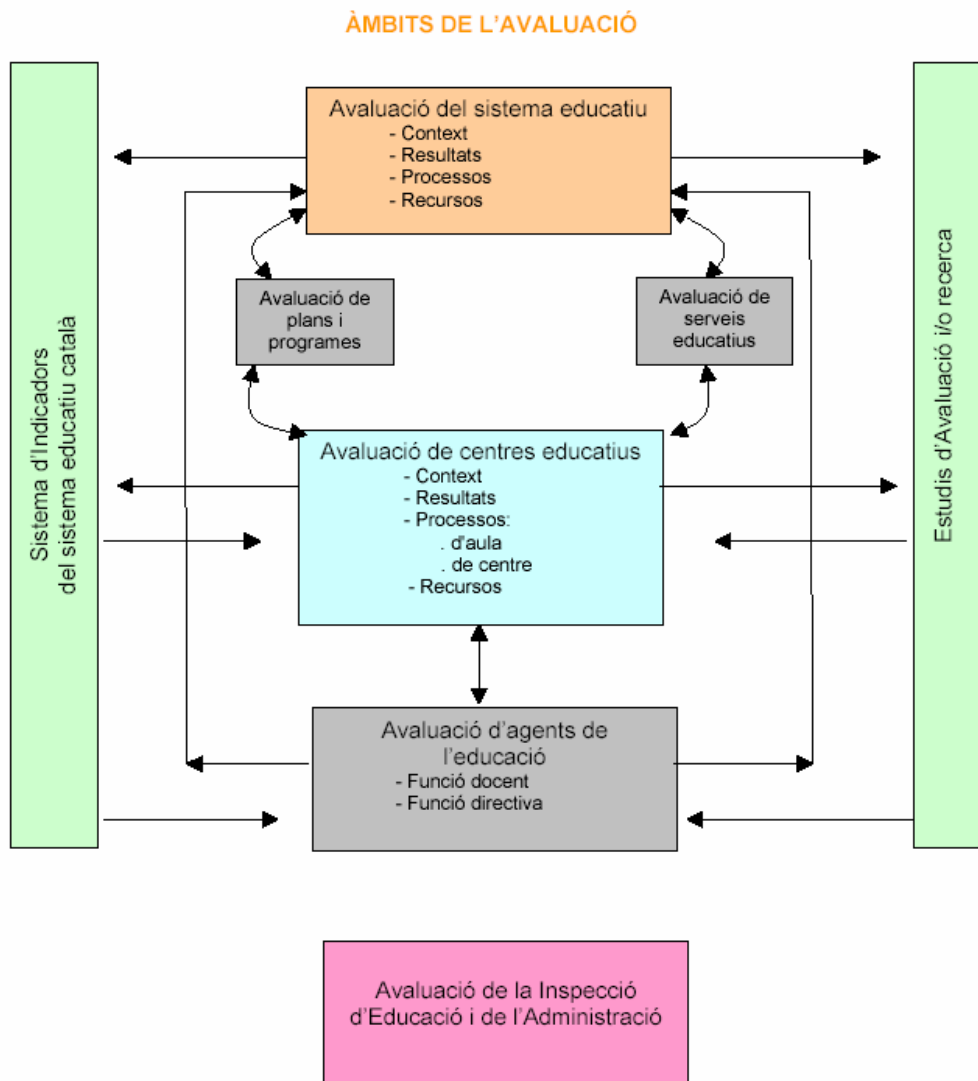 ÀMBITS DE L'AVALUACIÓ
Avaluació del sistema educatiu
- Context
- Resultats
- Processos
- Recursos
Avaluació de
plans i
programes
Avaluació de
serveis
educatius
Sistema d'Indicadors
del sistema educatiu català
Estudis d'Avaluació i/o recerca
Avaluació de centres educatius
- Context
- Resultats
- Processos:
. d'aula
. de centre
- Recursos
Avaluació d'agents de
l'educació
- Funció docent
- Funció directiva
Avaluació de la Inspecció
d'Educació i de l'Administració